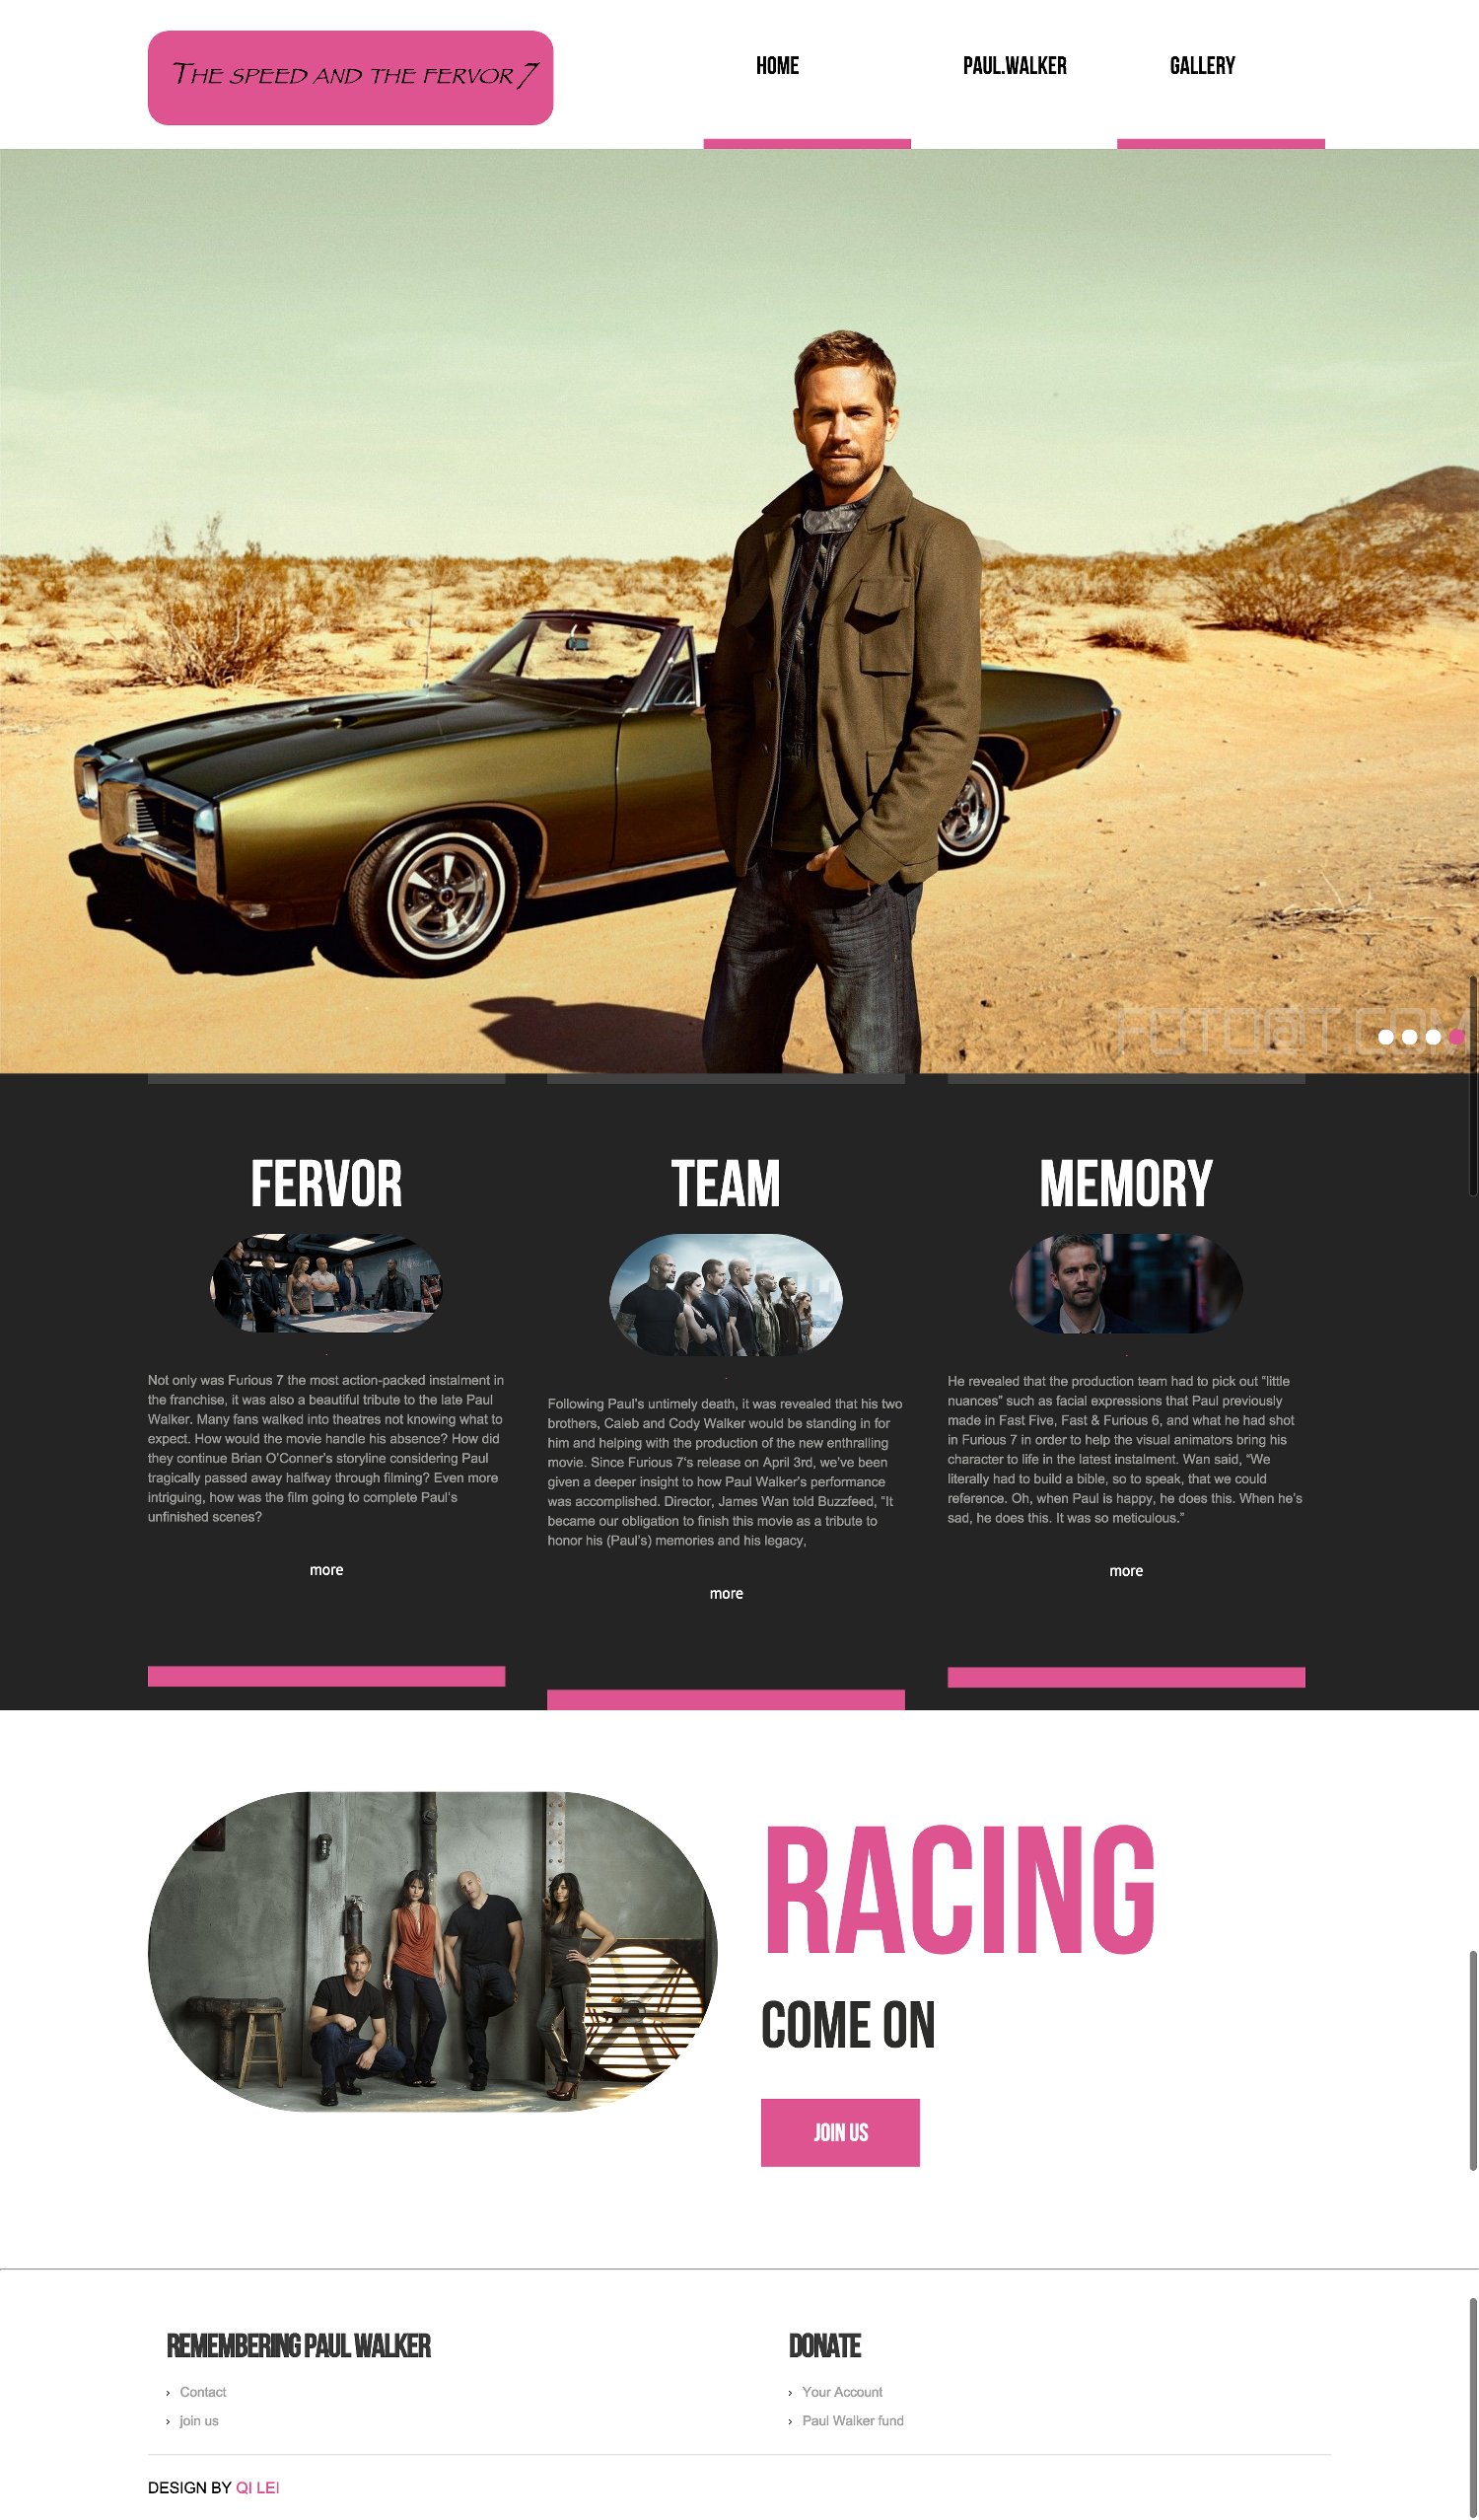 THE SPEED AND THE FERVOR 7
HOME PAUL.WALKER GALLERY
FERVOR
Not only was Furious 7 the most action-packed instalment in
the franchise, it was also a beautiful tribute to the late Paul
Walker. Many fans walked into theatres not knowing what to
expect. How would the movie handle his absence? How did
they continue Brian O'Conner's storyline considering Paul
tragically passed away halfway through filming? Even more
intriguing, how was the film going to complete Paul's
unfinished scenes?
more
TEAM
Following Paul's untimely death, it was revealed that his two
brothers, Caleb and Cody Walker would be standing in for
him and helping with the production of the new enthralling
movie. Since Furious 7's release on April 3rd, we've been
given a deeper insight to how Paul Walker's performance
was accomplished. Director, James Wan told Buzzfeed, "It
became our obligation to finish this movie as a tribute to
honor his (Paul's) memories and his legacy,
more
MEMORY
He revealed that the production team had to pick out “little
nuances” such as facial expressions that Paul previously
made in Fast Five, Fast & Furious 6, and what he had shot
in Furious 7 in order to help the visual animators bring his
character to life in the latest instalment. Wan said, “We
literally had to build a bible, so to speak, that we could
reference. Oh, when Paul is happy, he does this. When he's
sad, he does this. It was so meticulous.”
more
RACING
COME ON
JOIN US
REMEMBERING PAUL WALKER
› Contact
› join us
DONATE
› Your Account
› Paul Walker fund
DESIGN BY QI LEI